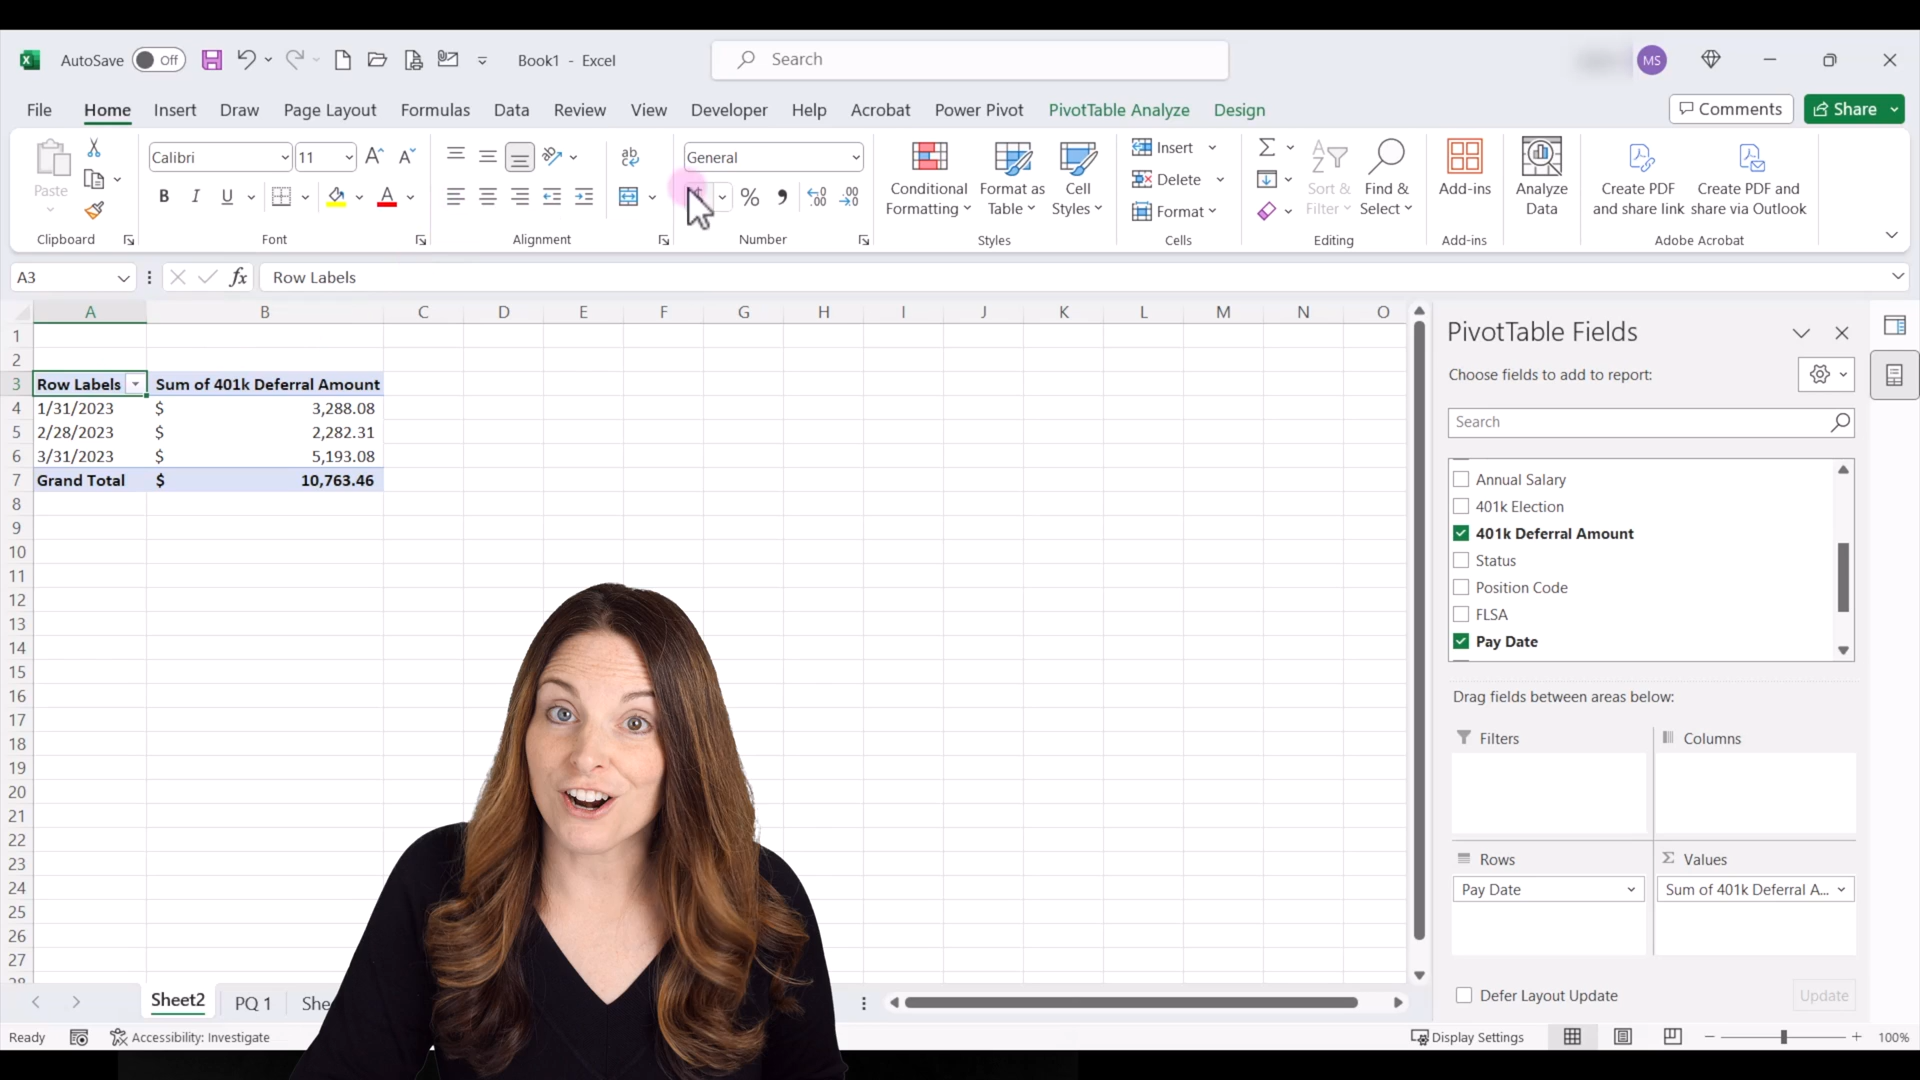 AutoSave Off Book1 - Excel Search MS
File Home Insert Draw Page Layout Formulas Data Review View Developer Help Acrobat Power Pivot PivotTable Analyze Design Comments Share
Paste
Clipboard
Calibri 11
B I U A
Font
ab
Alignment
General
% 9 .00
Number
Conditional Formatting
Format as Table
Cell Styles
Styles
Insert
Delete
Format
Cells
Sort & Filter
Find & Select
Editing
Add-ins
Add-ins
Analyze Data
Create PDF and share link
Create PDF and share via Outlook
Adobe Acrobat
A3 fx Row Labels
A B C D E F G H I J K L M N O
1
2
3 Row Labels Sum of 401k Deferral Amount
4 1/31/2023 $ 3,288.08
5 2/28/2023 $ 2,282.31
6 3/31/2023 $ 5,193.08
7 Grand Total $ 10,763.46
8
9
10
11
12
13
14
15
16
17
18
19
20
21
22
23
24
25
26
27
Sheet2 PQ 1 She
Ready Accessibility: Investigate Display Settings 100%
PivotTable Fields
Choose fields to add to report:
Search
Annual Salary
401k Election
401k Deferral Amount
Status
Position Code
FLSA
Pay Date
Drag fields between areas below:
Filters Columns
Rows Values
Pay Date Sum of 401k Deferral A...
Defer Layout Update Update